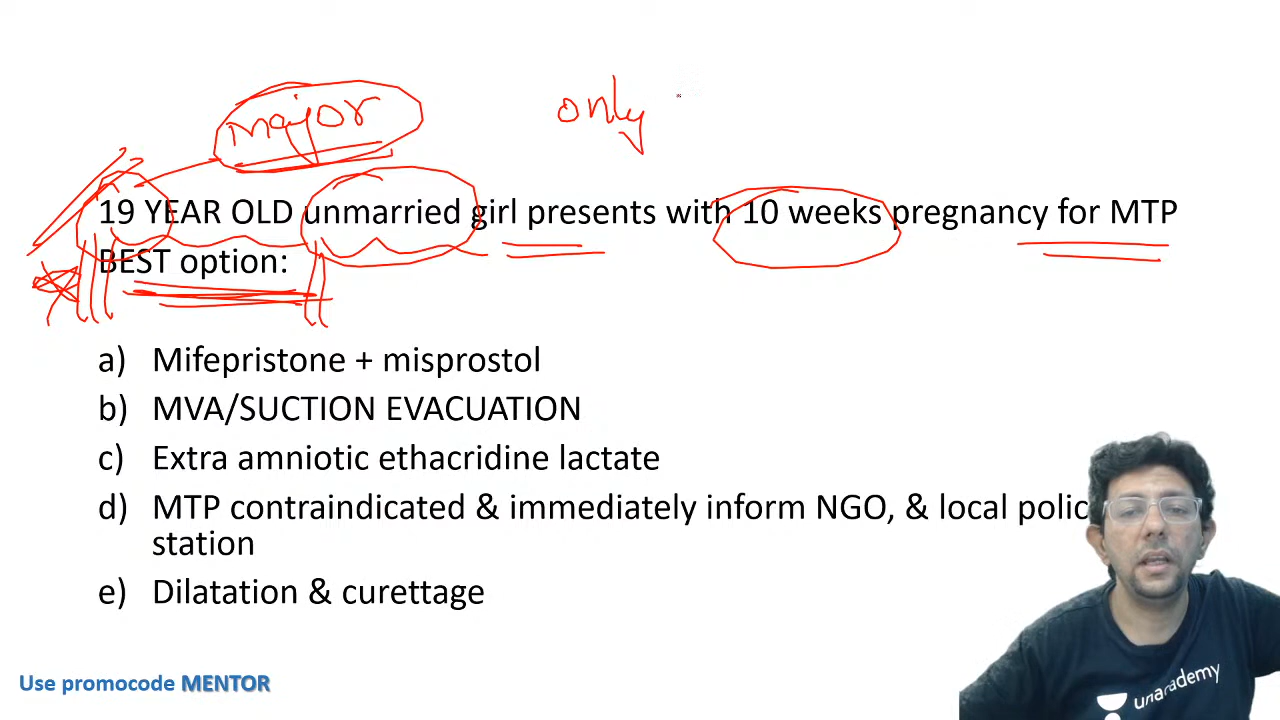 major
only
19 YEAR OLD unmarried girl presents with 10 weeks pregnancy for MTP
BEST option:
a) Mifepristone + misprostol
b) MVA/SUCTION EVACUATION
c) Extra amniotic ethacridine lactate
d) MTP contraindicated & immediately inform NGO, & local polic
station
e) Dilatation & curettage
Use promocode MENTOR
unacademy